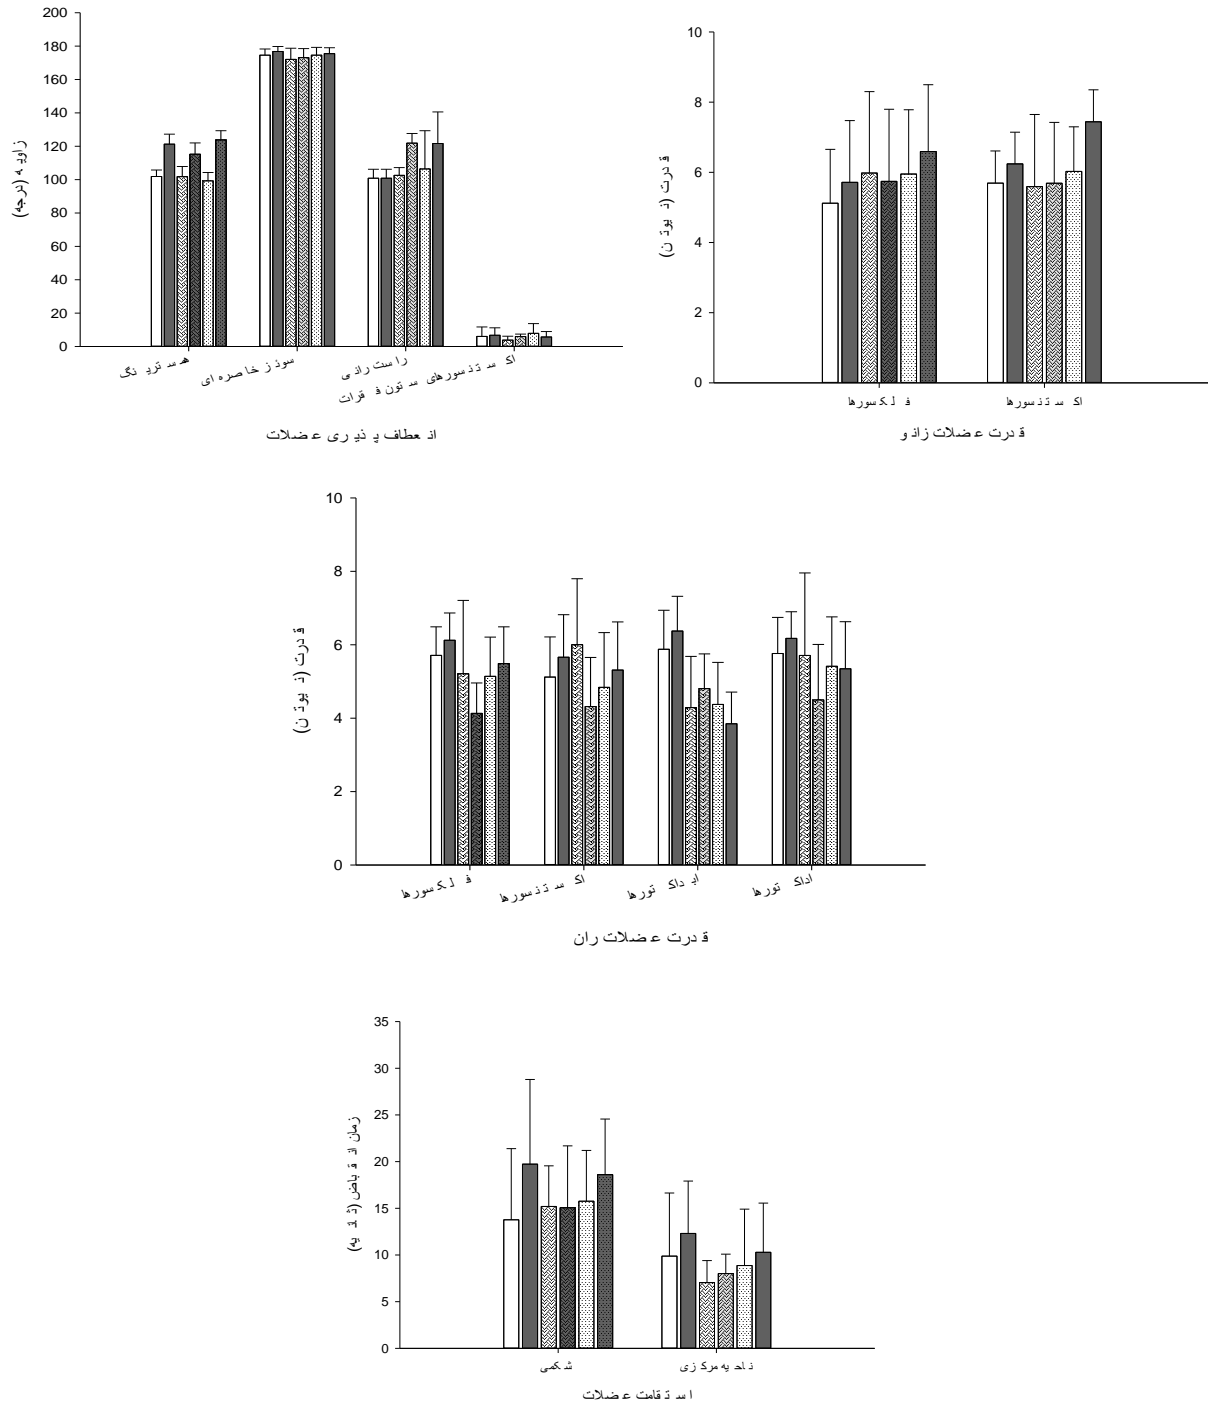 زاویه (درجه)
200
180
160
140
120
100
80
60
40
20
0
همسترینگ
سوئز خاصره ای
راست رانی
اکستنسورهای ستون فقرات
انعطاف پذیری عضلات
قدرت (نیوتن)
10
8
6
4
2
0
فلکسورها
اکستنسورها
قدرت عضلات زانو
قدرت (نیوتن)
10
8
6
4
2
0
فلکسورها
اکستنسورها
ابداکتورها
اداکتورها
قدرت عضلات ران
زمان انقباض (ثانیه)
35
30
25
20
15
10
5
0
شکمی
ناحیه مرکزی
استقامت عضلات